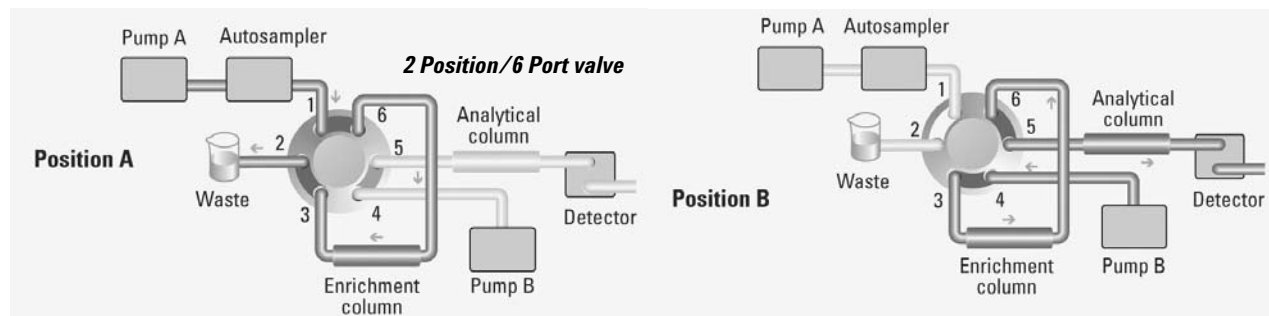 Pump A
Autosampler
2 Position/6 Port valve
1
6
2
5
Analytical
column
Position A
Waste
3
4
Detector
Enrichment
column
Pump B
Pump A
Autosampler
1
6
2
5
Analytical
column
Waste
Position B
3
4
Detector
Enrichment
column
Pump B